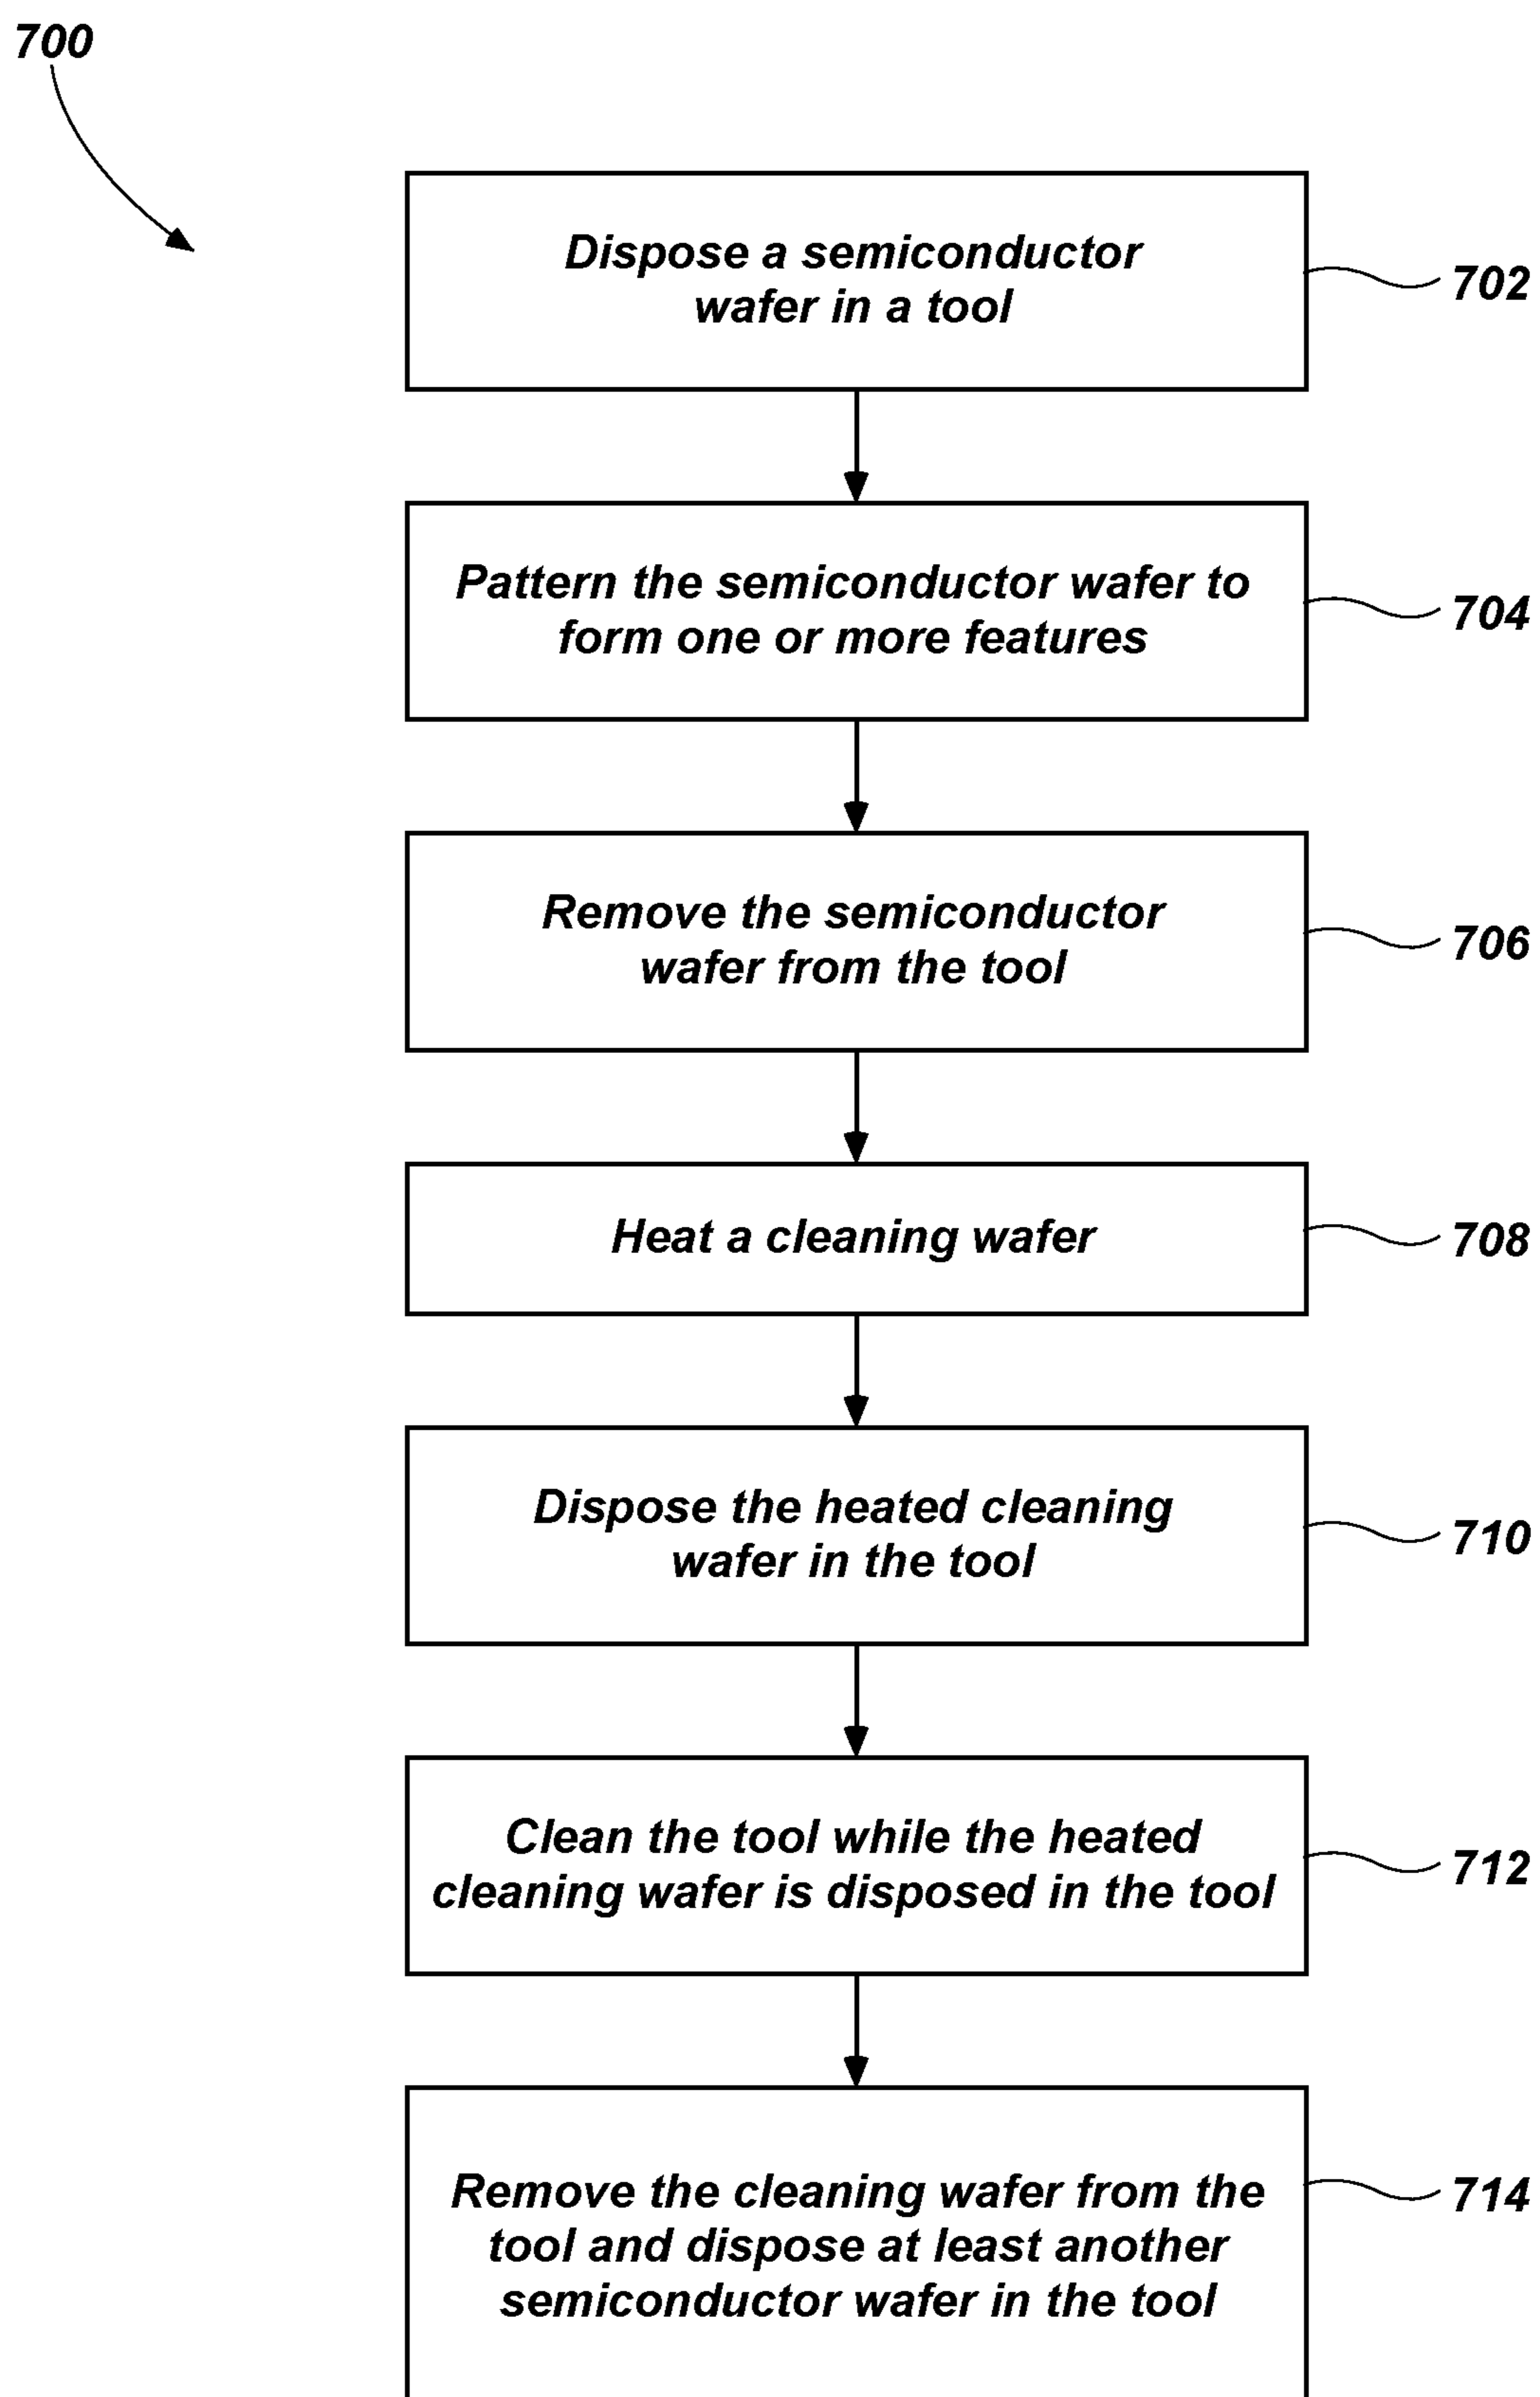 700
Dispose a semiconductor
wafer in a tool
702
Pattern the semiconductor wafer to
form one or more features
704
Remove the semiconductor
wafer from the tool
706
Heat a cleaning wafer
708
Dispose the heated cleaning
wafer in the tool
710
Clean the tool while the heated
cleaning wafer is disposed in the tool
712
Remove the cleaning wafer from the
tool and dispose at least another
semiconductor wafer in the tool
714